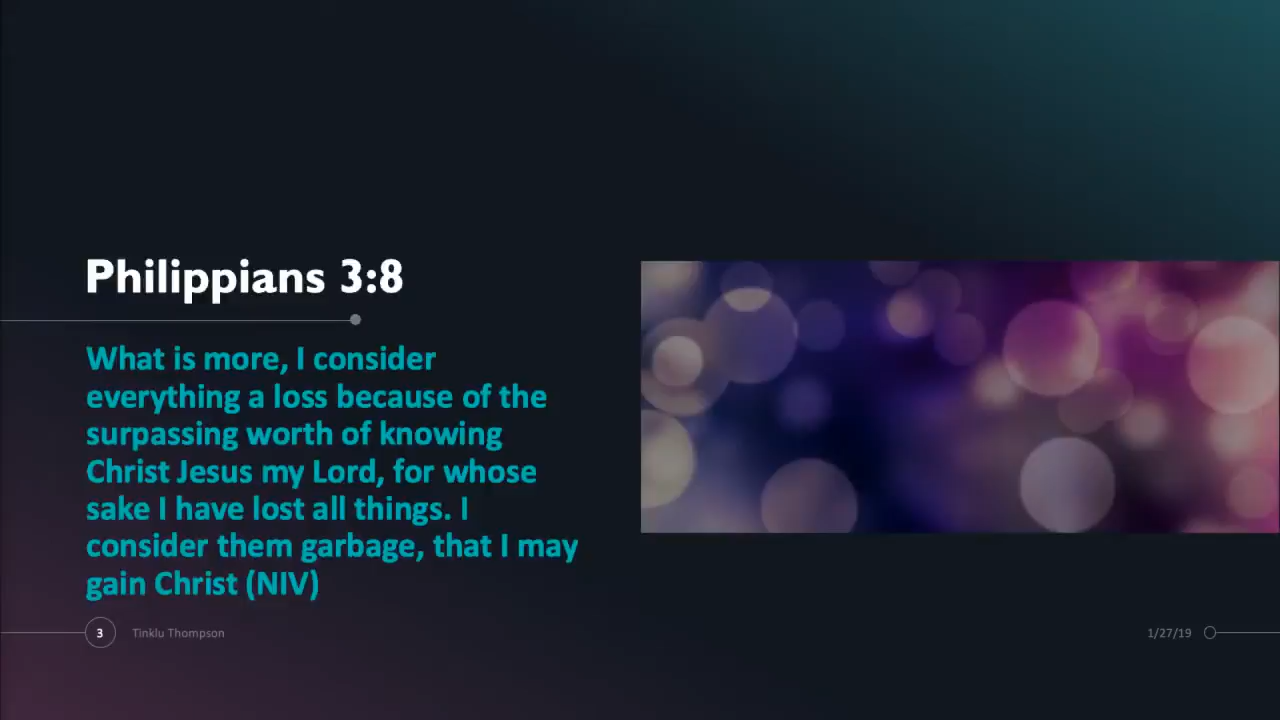 Philippians 3:8
What is more, I consider
everything a loss because of the
surpassing worth of knowing
Christ Jesus my Lord, for whose
sake I have lost all things. I
consider them garbage, that I may
gain Christ (NIV)
3
Tinklu Thompson
1/27/19